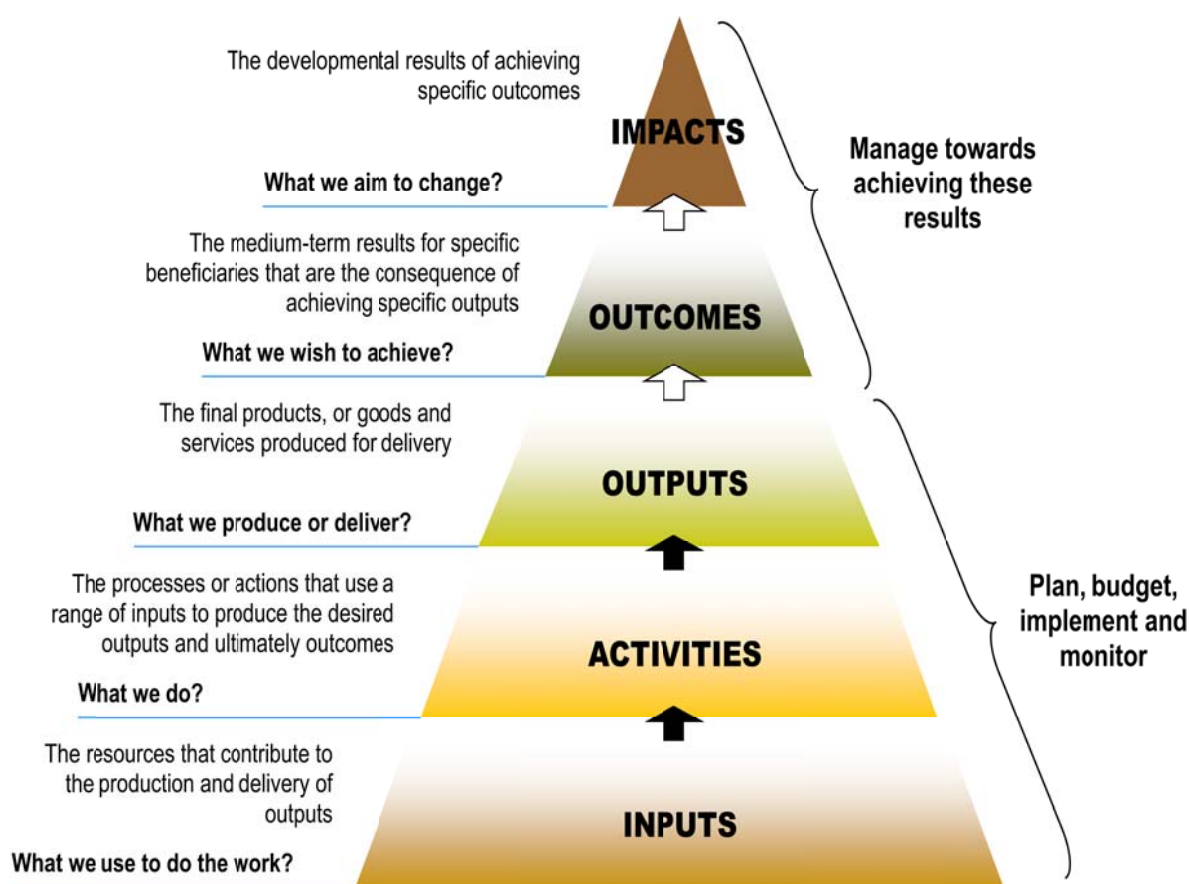 The developmental results of achieving
specific outcomes
IMPACTS
What we aim to change?
Manage towards
achieving these
results
The medium-term results for specific
beneficiaries that are the consequence of
achieving specific outputs
OUTCOMES
What we wish to achieve?
The final products, or goods and
services produced for delivery
OUTPUTS
What we produce or deliver?
The processes or actions that use a
range of inputs to produce the desired
outputs and ultimately outcomes
ACTIVITIES
What we do?
Plan, budget,
implement and
monitor
The resources that contribute to
the production and delivery of
outputs
INPUTS
What we use to do the work?